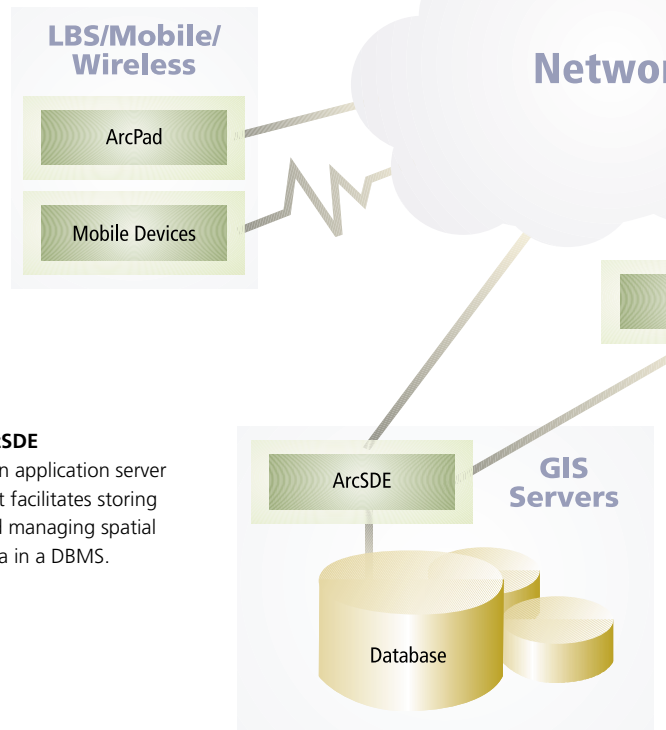 LBS/Mobile/
Wireless
ArcPad
Mobile Devices
Networ
SDE
n application server
t facilitates storing
managing spatial
a in a DBMS.
ArcSDE
GIS
Servers
Database